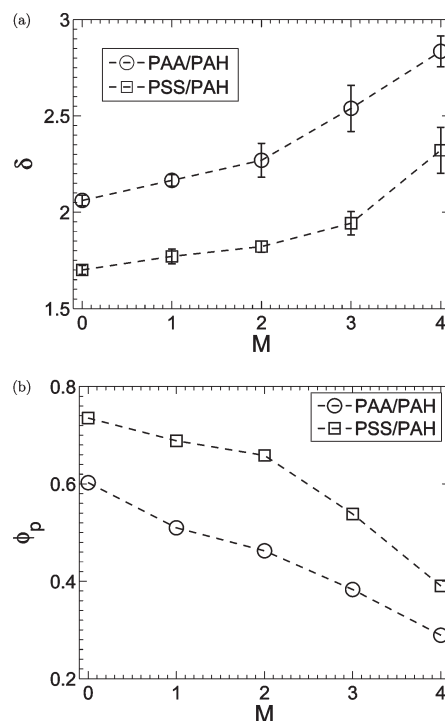 (a)
3
2.5
2
1.5
δ
PAA/PAH
PSS/PAH
0 1 2 3 4
M
(b)
0.8
0.6
0.4
0.2
ϕp
PAA/PAH
PSS/PAH
0 1 2 3 4
M